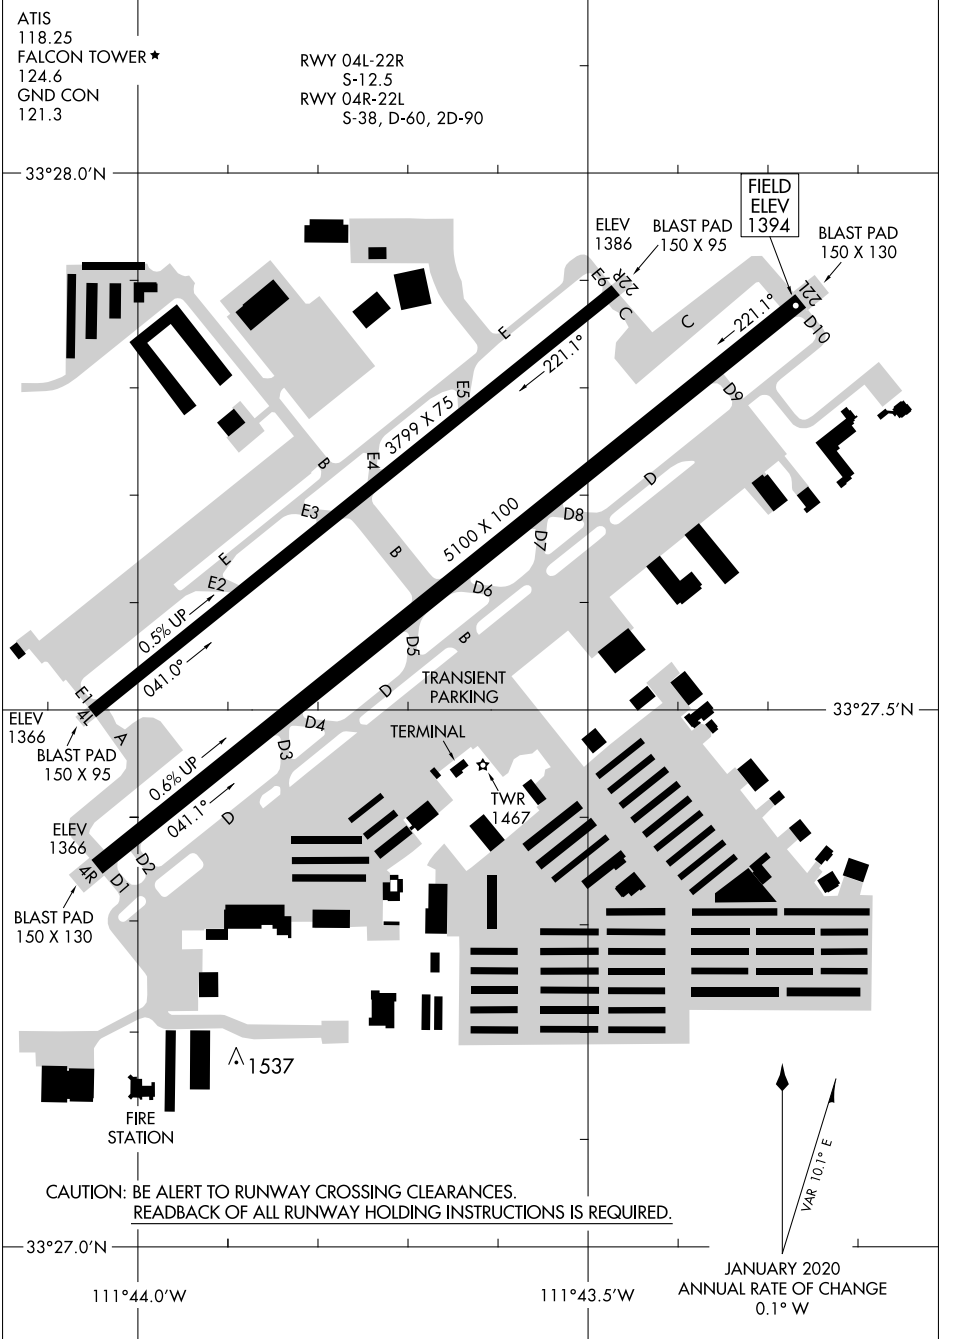 ATIS
118.25
FALCON TOWER ★
124.6
GND CON
121.3
RWY 04L-22R
S-12.5
RWY 04R-22L
S-38, D-60, 2D-90
33°28.0'N
FIELD
ELEV
1394
ELEV
1386
BLAST PAD
150 X 95
BLAST PAD
150 X 130
E6
22R
22L
C
C
D10
221.1°
221.1°
E
E5
D9
3799 X 75
E4
B
D
E3
5100 X 100
D8
D7
B
E
E2
D6
0.5% UP
041.0°
B
D5
TRANSIENT
PARKING
D
E1
4L
ELEV
1366
33°27.5'N
D4
A
TERMINAL
D3
BLAST PAD
150 X 95
0.6% UP
041.1°
TWR
1467
D
ELEV
1366
D2
4R
D1
BLAST PAD
150 X 130
1537
FIRE
STATION
VAR 10.1° E
CAUTION: BE ALERT TO RUNWAY CROSSING CLEARANCES.
READBACK OF ALL RUNWAY HOLDING INSTRUCTIONS IS REQUIRED.
33°27.0'N
JANUARY 2020
ANNUAL RATE OF CHANGE
0.1° W
111°44.0'W
111°43.5'W